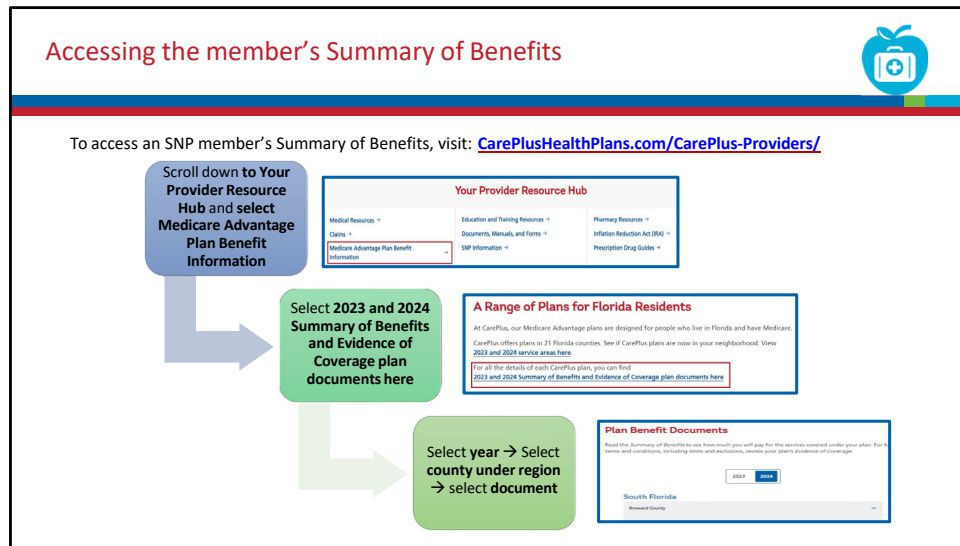 Accessing the member's Summary of Benefits
To access an SNP member's Summary of Benefits, visit: CarePlusHealthPlans.com/CarePlus-Providers/
Scroll down to Your
Provider Resource
Hub and select
Medicare Advantage
Plan Benefit
Information
Your Provider Resource Hub
Medical Resources →
Claims →
Medicare Advantage Plan Benefit
Information →
Education and Training Resources →
Documents, Manuals, and Forms →
SNP Information →
Pharmacy Resources →
Inflation Reduction Act (IRA) →
Prescription Drug Guides →
Select 2023 and 2024
Summary of Benefits
and Evidence of
Coverage plan
documents here
A Range of Plans for Florida Residents
At CarePlus, our Medicare Advantage plans are designed for people who live in Florida and have Medicare.
CarePlus offers plans in 21 Florida counties. See if CarePlus plans are now in your neighborhood. View
2023 and 2024 service areas here.
For all the details of each CarePlus plan, you can find
2023 and 2024 Summary of Benefits and Evidence of Coverage plan documents here.
Select year → Select
county under region
→ select document
Plan Benefit Documents
Read the Summary of Benefits to see how much you will pay for the services covered under your plan. For
terms and conditions, including limits and exclusions, review your plan's Evidence of Coverage.
2023 2024
South Florida
Broward County